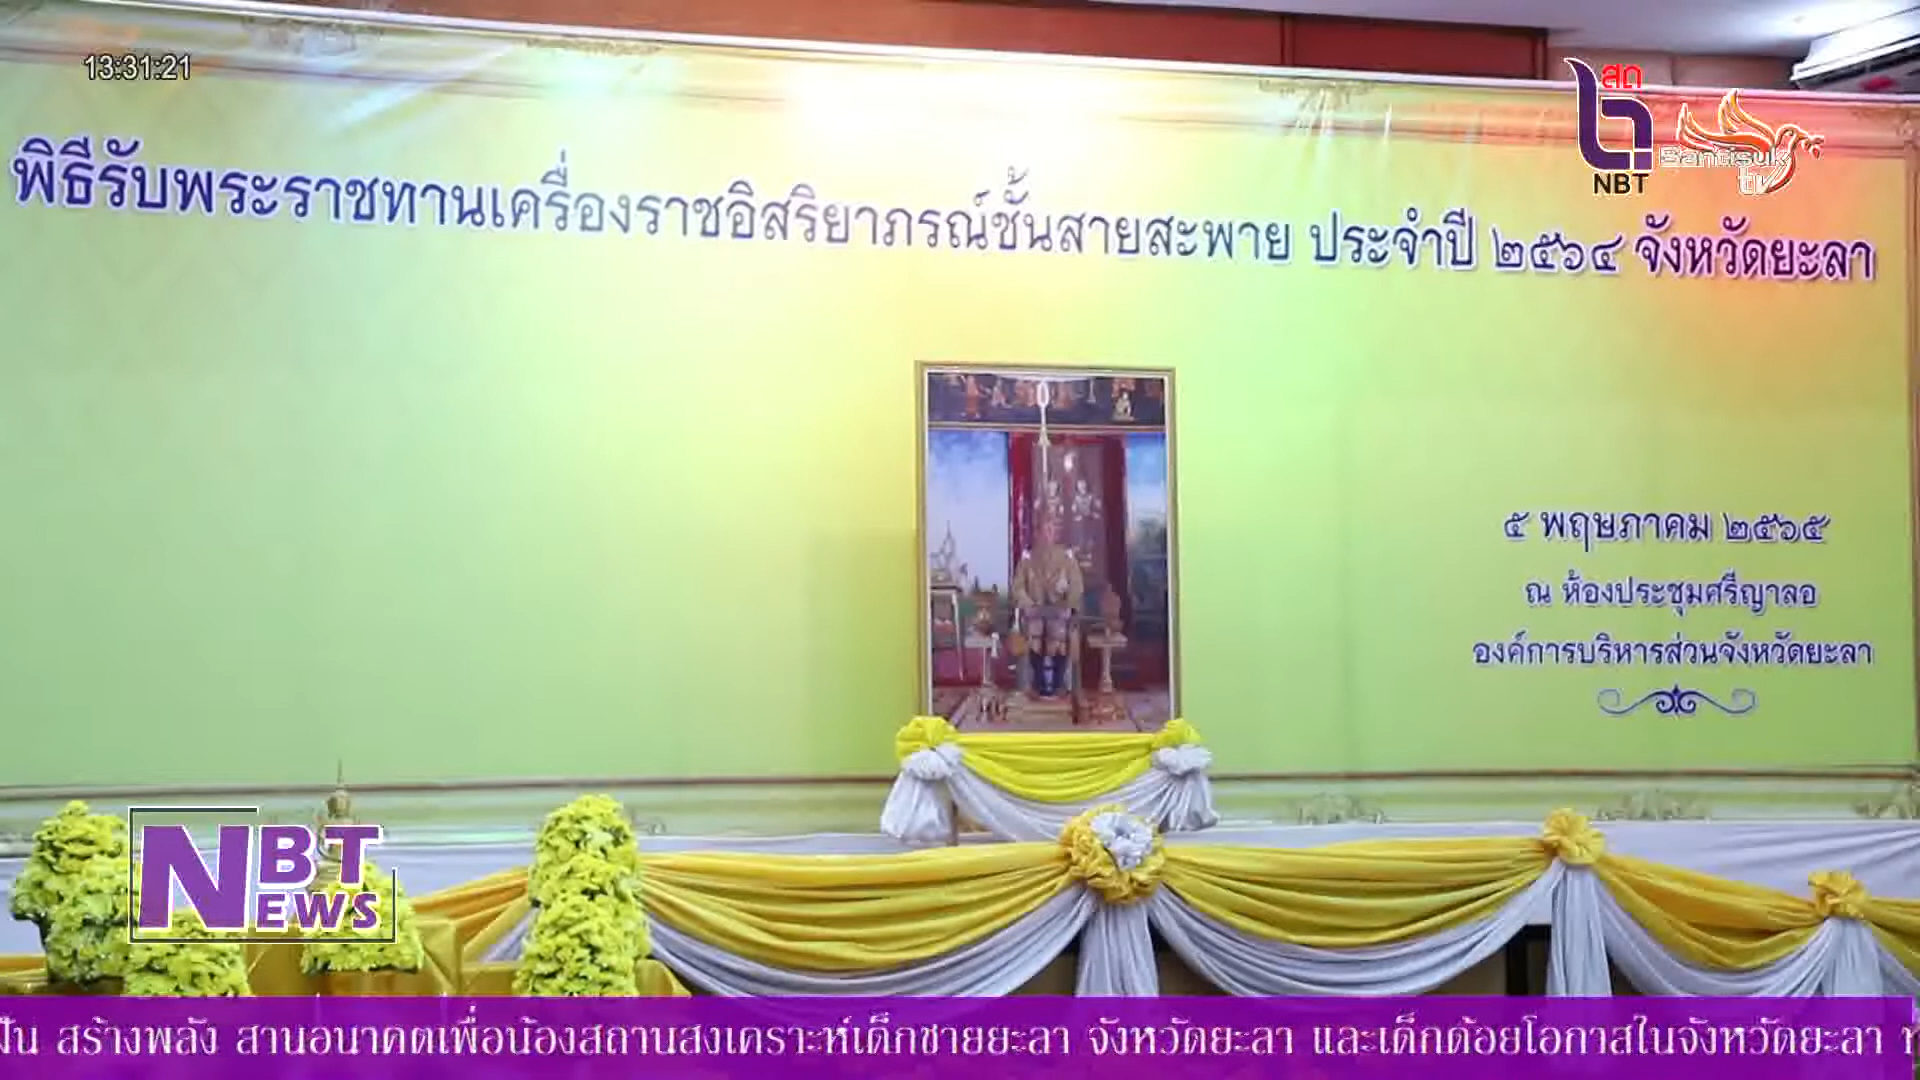 13:31:21
สด
NBT
Santisuk
tv
พิธีรับพระราชทานเครื่องราชอิสริยาภรณ์ชั้นสายสะพาย ประจำปี ๒๕๖๔ จังหวัดยะลา
๕ พฤษภาคม ๒๕๖๕
ณ ห้องประชุมศรียาลอ
องค์การบริหารส่วนจังหวัดยะลา
NBT
NEWS
ฝัน สร้างพลัง สานอนาคตเพื่อน้องสถานสงเคราะห์เด็กชายยะลา จังหวัดยะลา และเด็กด้อยโอกาสในจังหวัดยะลา